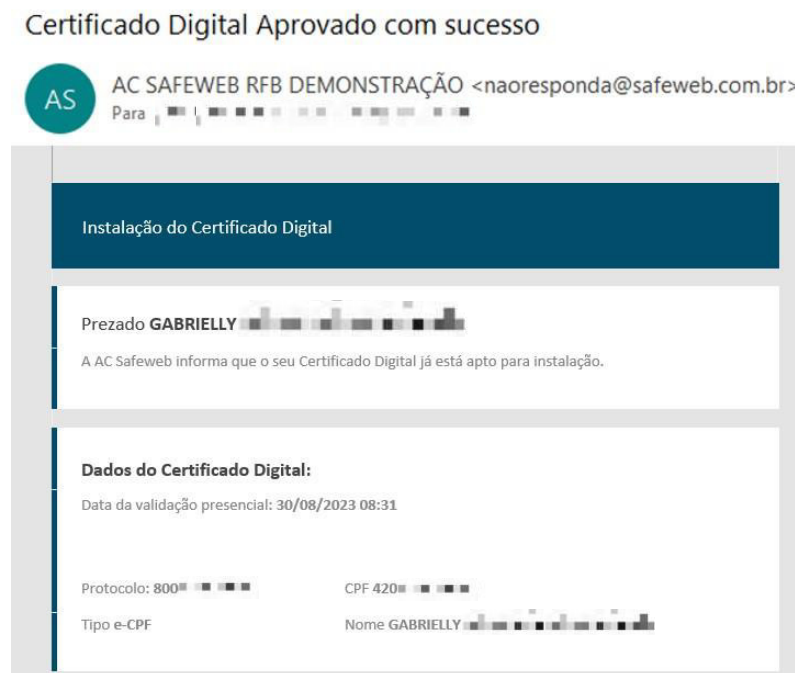 Certificado Digital Aprovado com sucesso
AS
AC SAFEWEB RFB DEMONSTRAÇÃO <naoresponda@safeweb.com.br>
Para
Instalação do Certificado Digital
Prezado GABRIELLY
A AC Safeweb informa que o seu Certificado Digital já está apto para instalação.
Dados do Certificado Digital:
Data da validação presencial: 30/08/2023 08:31
Protocolo: 800 CPF 420
Tipo e-CPF Nome GABRIELLY